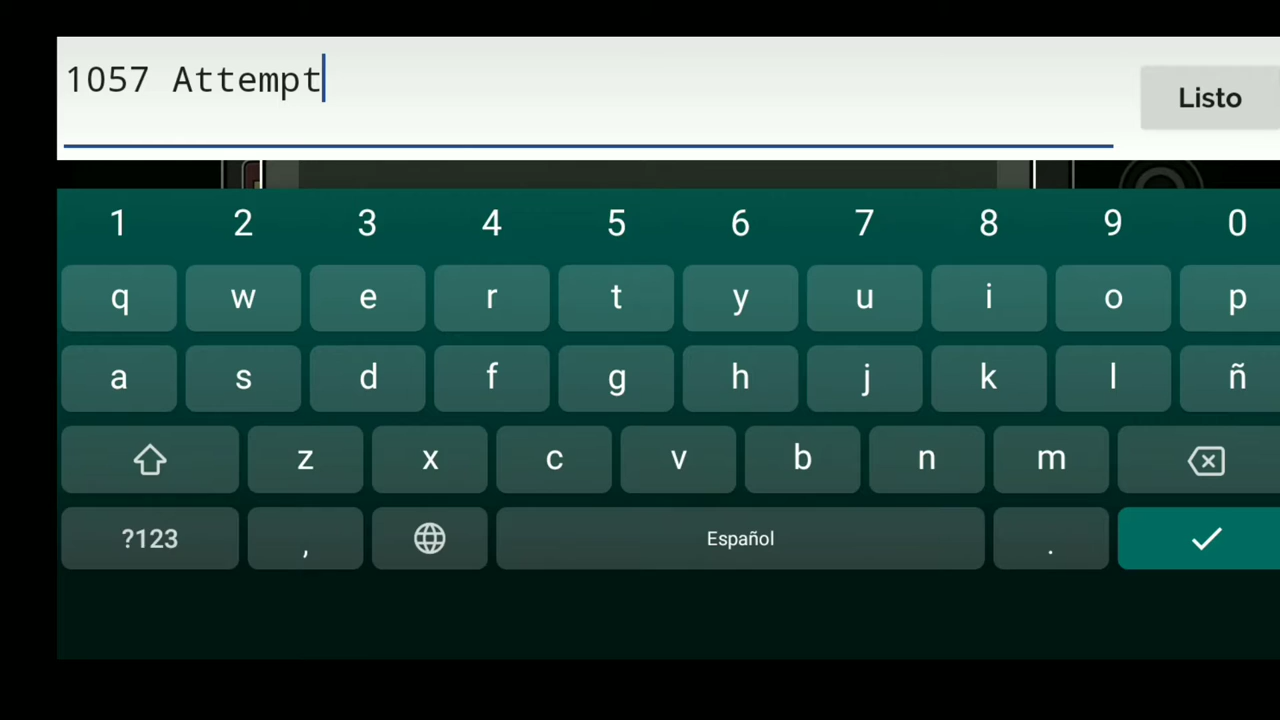 1057 Attempt
Listo
1 2 3 4 5 6 7 8 9 0
q w e r t y u i o p
a s d f g h j k l ñ
z x c v b n m
?123 , Español .